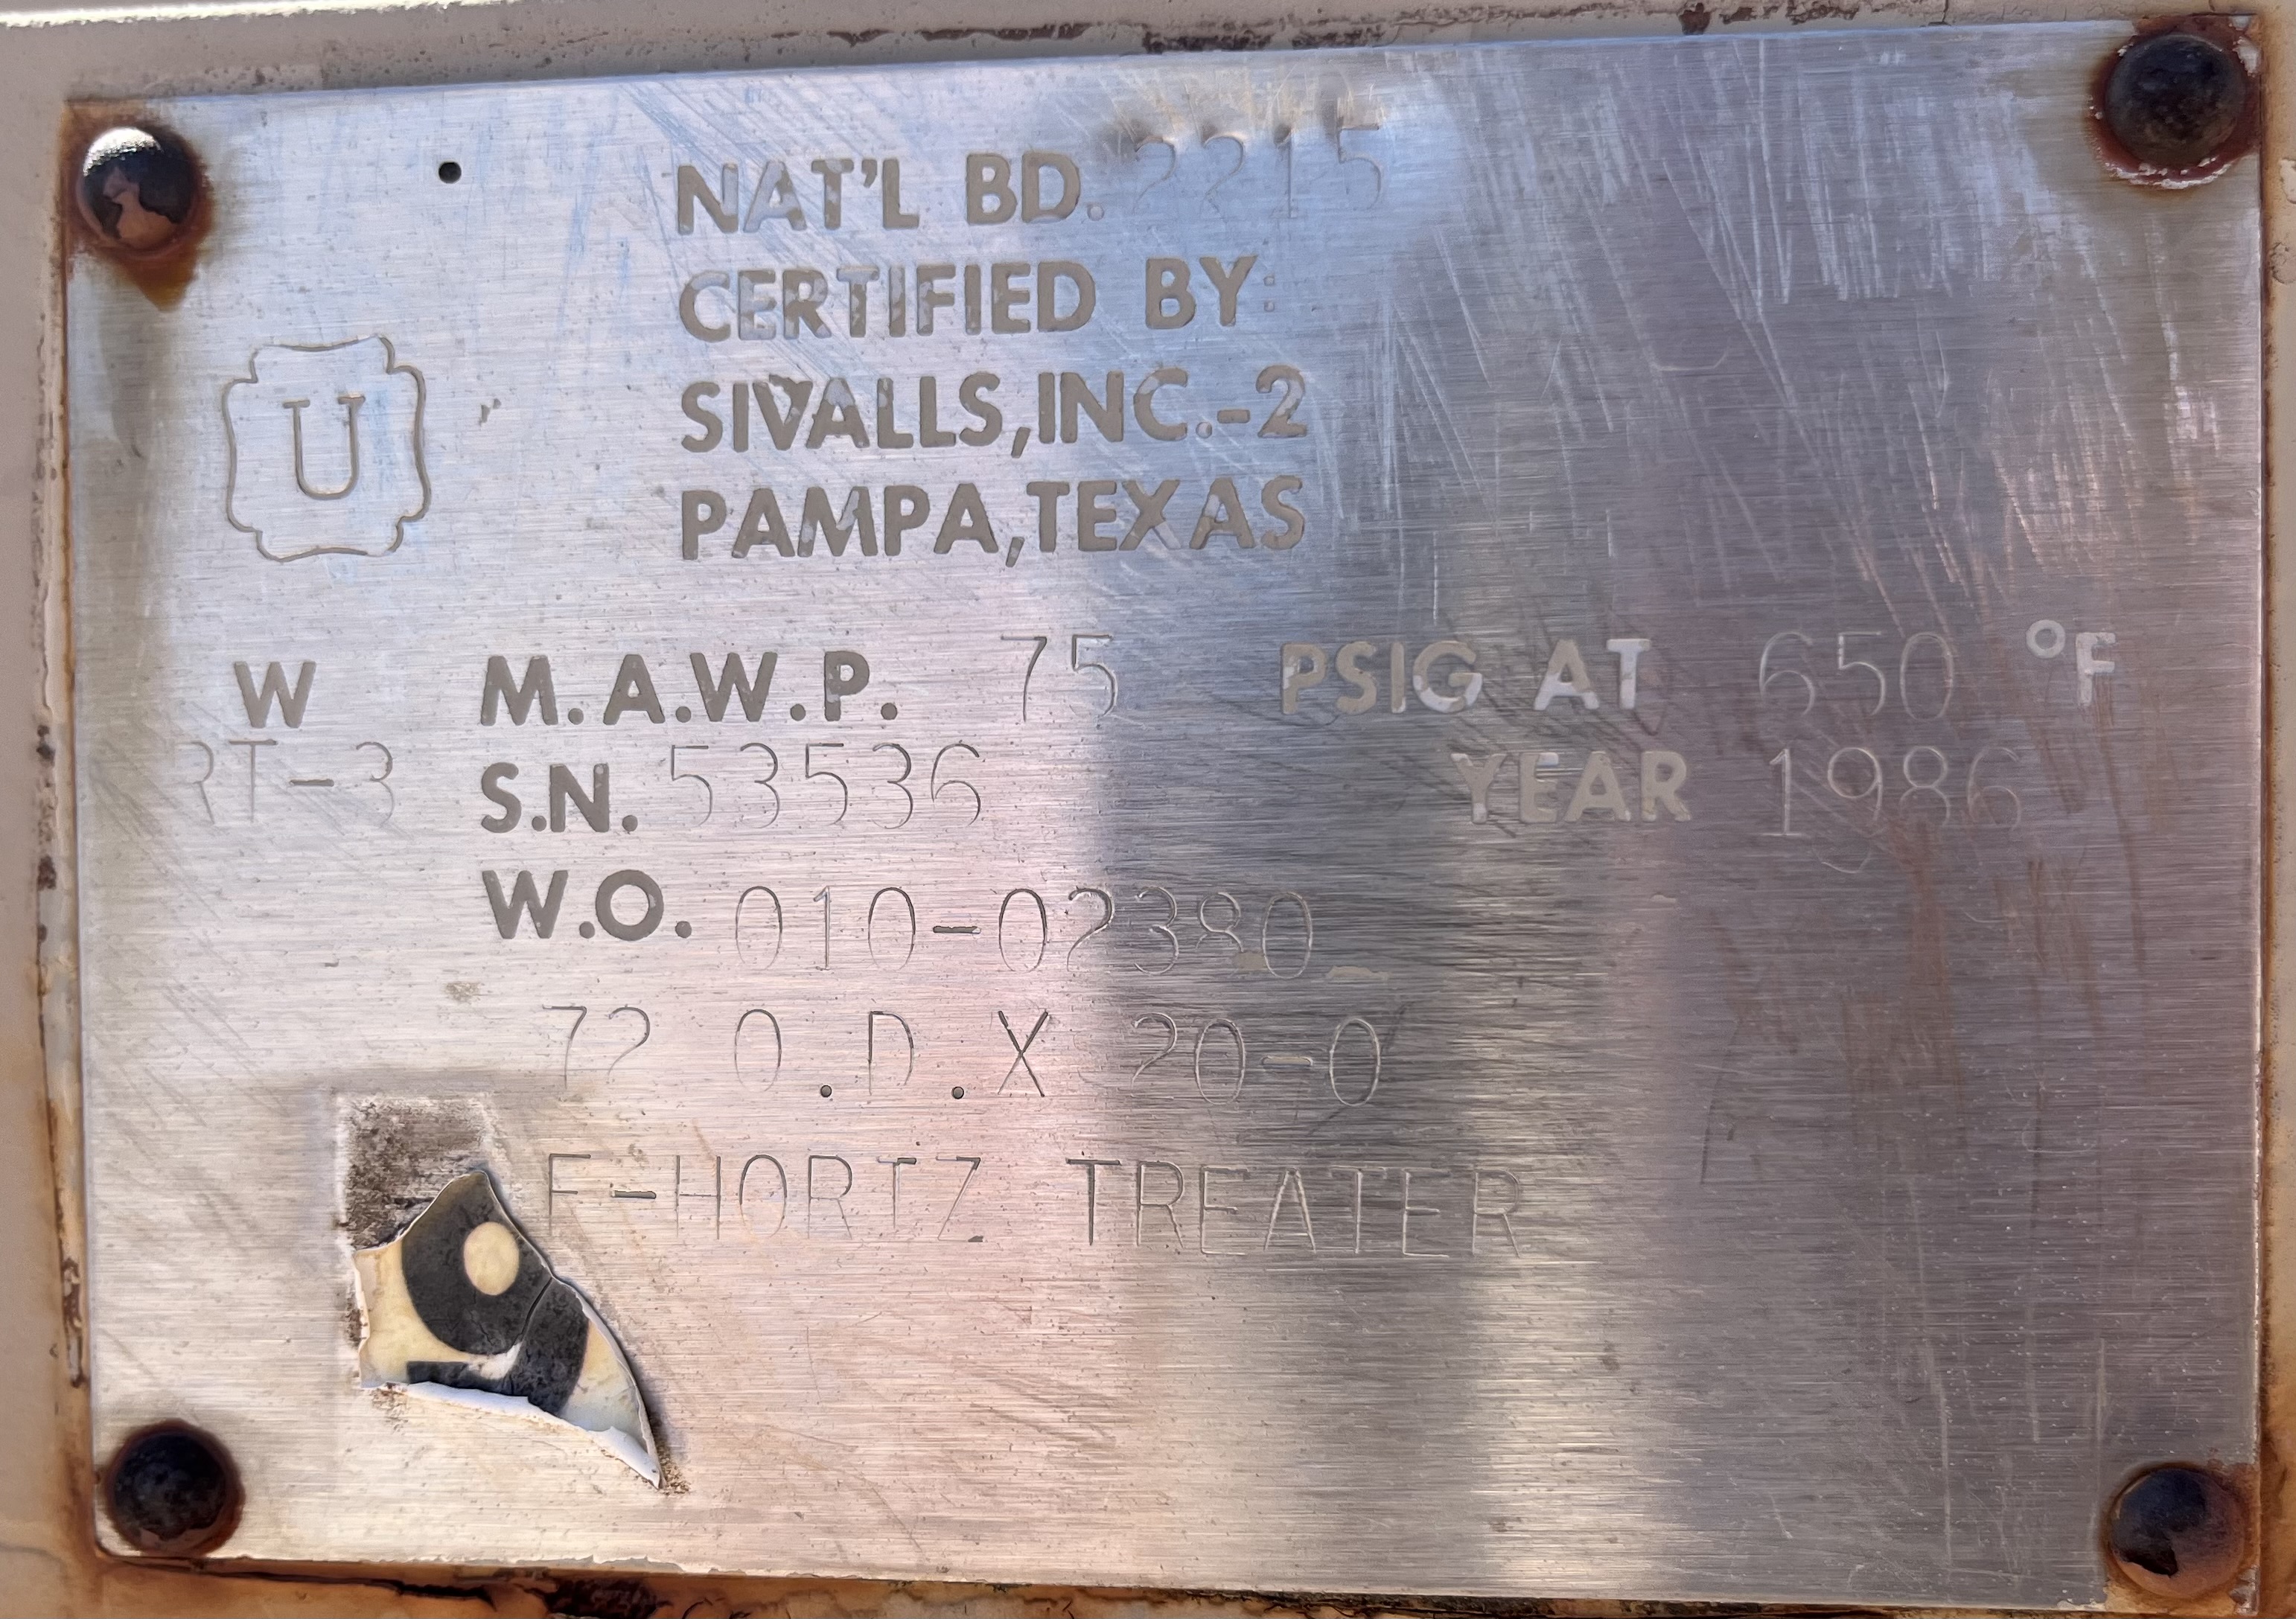 NAT'L BD. 2215
CERTIFIED BY:
U
SIVALLS, INC.-2
PAMPA, TEXAS
W M.A.W.P. 75 PSIG AT 650 °F
RT-3 S.N. 53536 YEAR 1986
W.O. 010-02380
72 O.D. X 20-0
F-HORTZ TREATER